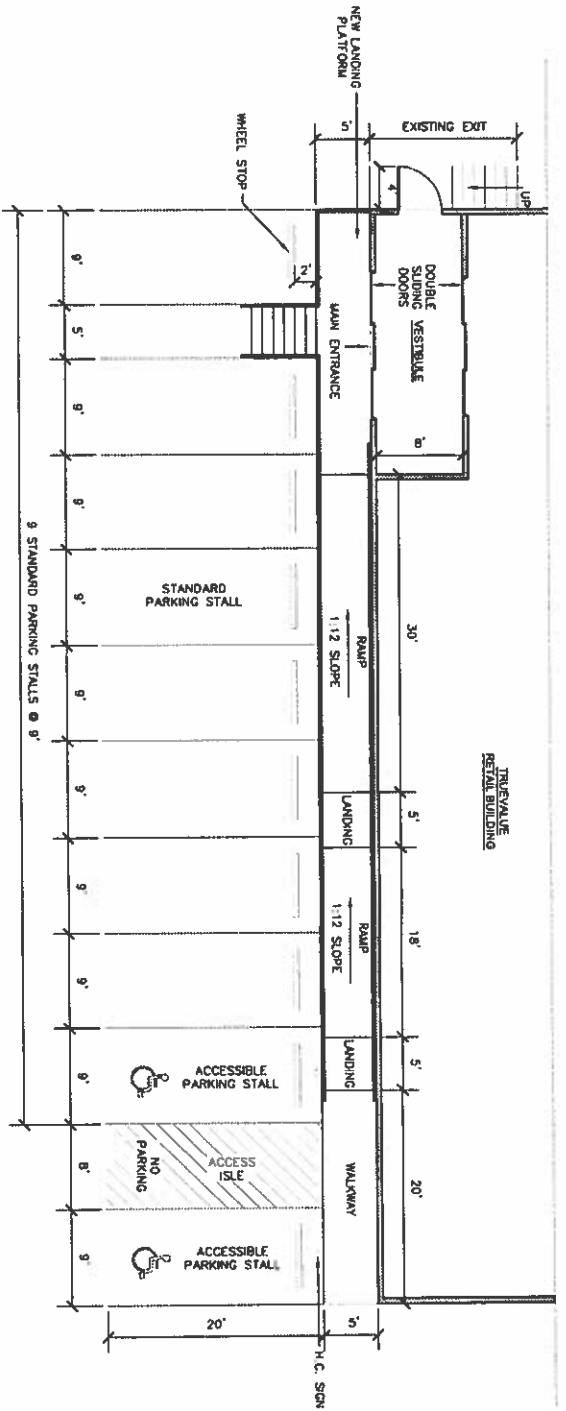 NEW LANDING
PLATFORM
5'
EXISTING EXIT
UP
4'
WHEEL STOP
2'
DOUBLE
SLIDING
DOORS
VESTIBULE
8'
MAIN ENTRANCE
9'
5'
9'
9'
9'
9'
9'
9'
9'
9'
8'
9'
9 STANDARD PARKING STALLS @ 9'
STANDARD
PARKING STALL
RAMP
1:12 SLOPE
30'
LANDING
5'
RAMP
1:12 SLOPE
18'
LANDING
5'
WALKWAY
20'
TRUEVALUE
RETAIL BUILDING
ACCESSIBLE
PARKING STALL
ACCESS
ISLE
NO
PARKING
ACCESSIBLE
PARKING STALL
20'
5'
H.C. SIGN